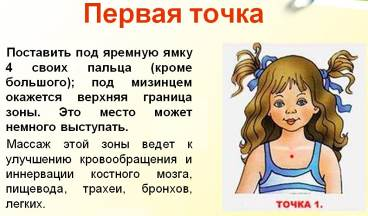 Первая точка
Поставить под яремную ямку
4 своих пальца (кроме
большого); под мизинцем
окажется верхняя граница
зоны. Это место может
немного выступать.
Массаж этой зоны ведет к
улучшению кровообращения и
иннервации костного мозга,
пищевода, трахеи, бронхов,
легких.
ТОЧКА 1.